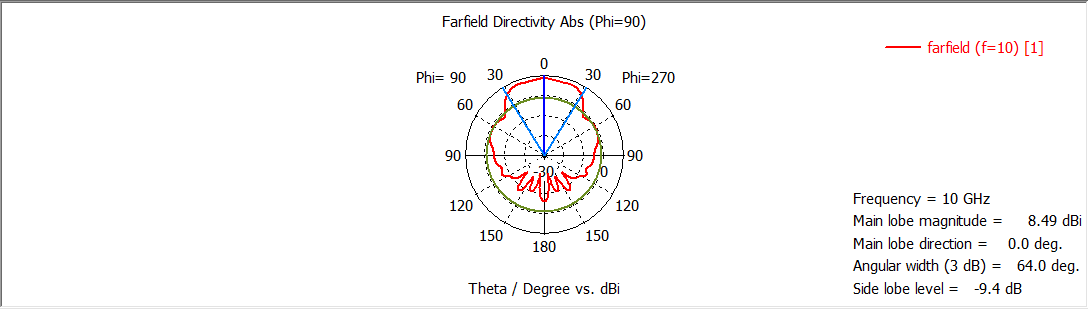 Farfield Directivity Abs (Phi=90)
farfield (f=10) [1]
0
Phi= 90 30 30 Phi=270
60 60
90 -30 0 90
120 120
150 150
180
Theta / Degree vs. dBi
Frequency = 10 GHz
Main lobe magnitude = 8.49 dBi
Main lobe direction = 0.0 deg.
Angular width (3 dB) = 64.0 deg.
Side lobe level = -9.4 dB